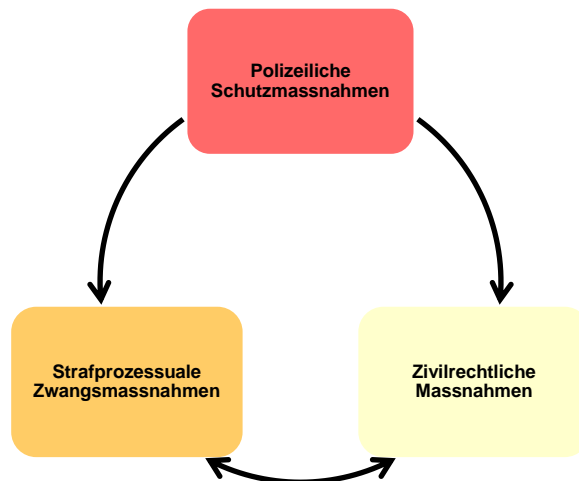 Polizeiliche
Schutzmassnahmen
Strafprozessuale
Zwangsmassnahmen
Zivilrechtliche
Massnahmen